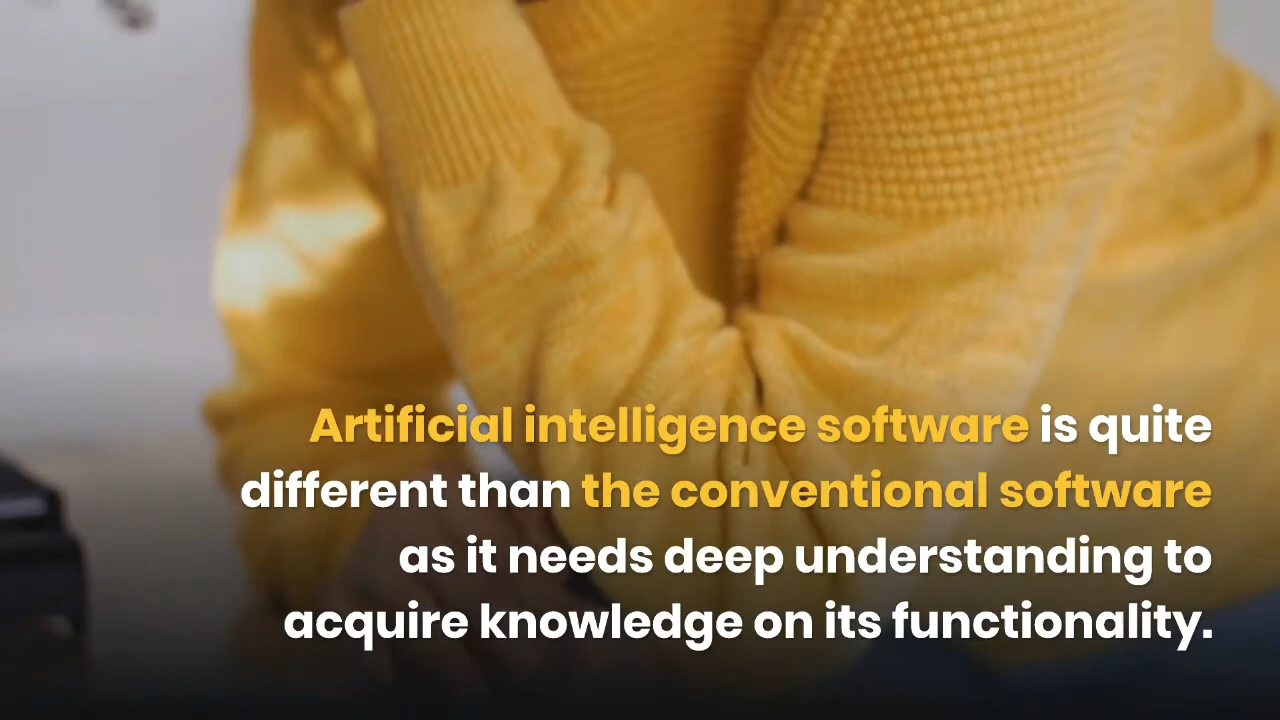 Artificial intelligence software is quite
different than the conventional software
as it needs deep understanding to
acquire knowledge on its functionality.